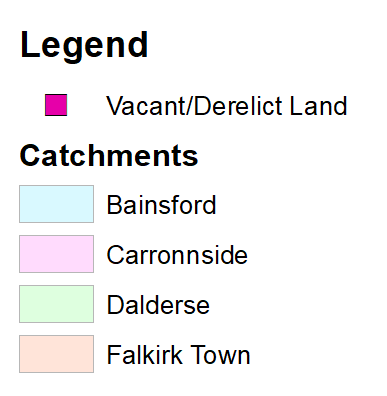 Legend
Vacant/Derelict Land
Catchments
Bainsford
Carronnside
Dalderse
Falkirk Town